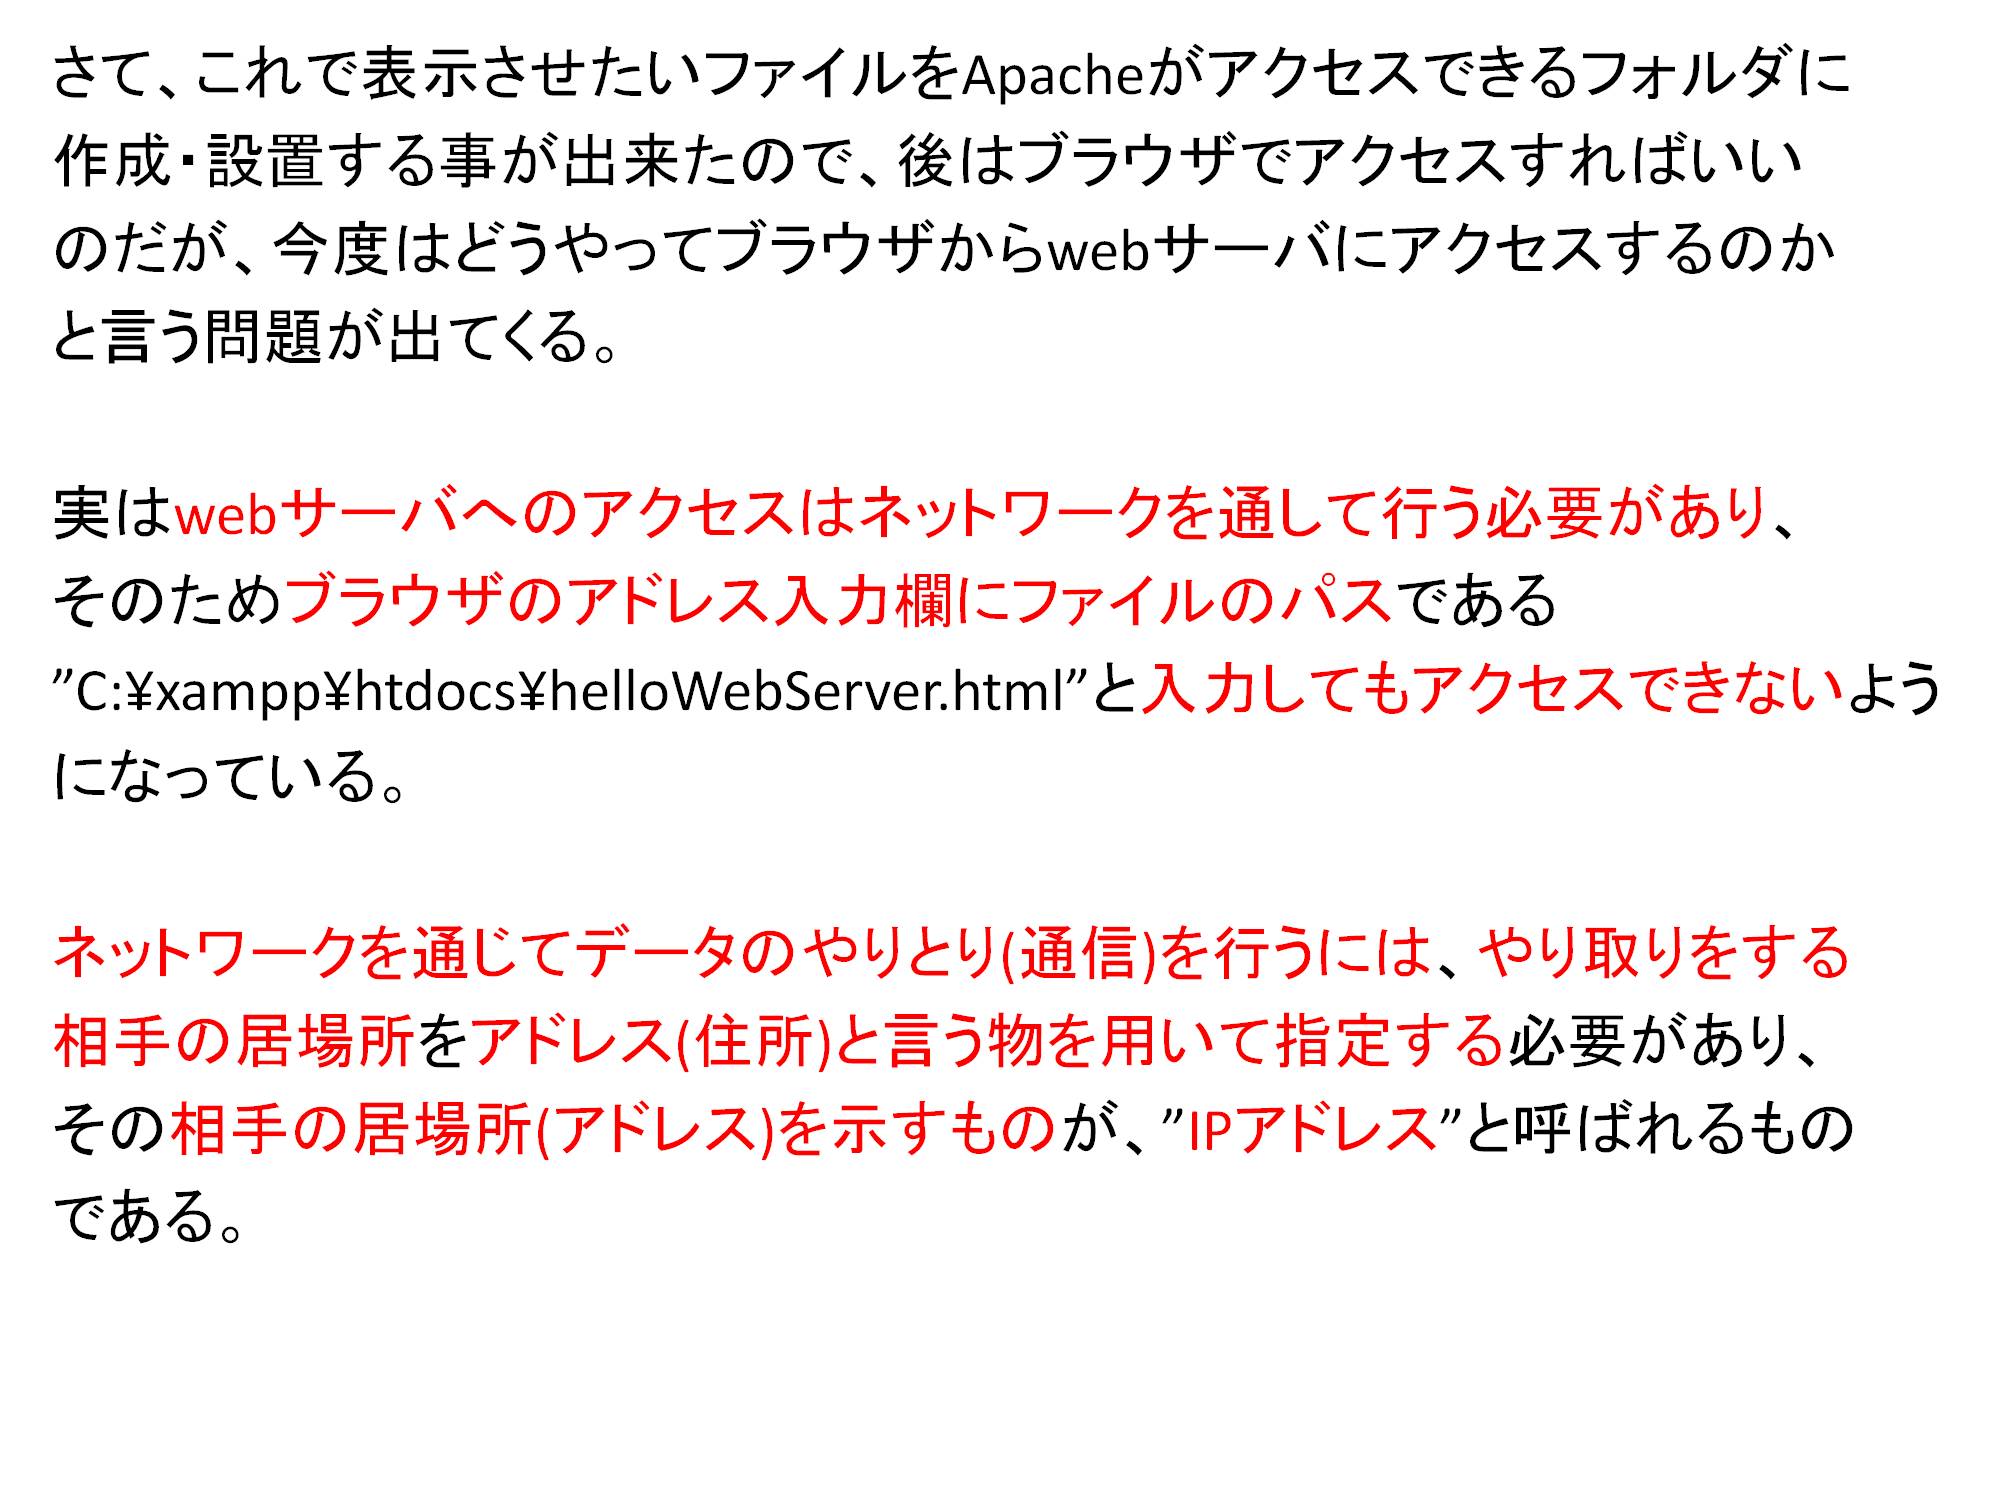 さて、これで表示させたいファイルをApacheがアクセスできるフォルダに
作成・設置する事が出来たので、後はブラウザでアクセスすればいい
のだが、今度はどうやってブラウザからwebサーバにアクセスするのか
と言う問題が出てくる。
実はwebサーバへのアクセスはネットワークを通して行う必要があり、
そのためブラウザのアドレス入力欄にファイルのパスである
”C:¥xampp¥htdocs¥helloWebServer.html”と入力してもアクセスできないよう
になっている。
ネットワークを通じてデータのやりとり(通信)を行うには、やり取りをする
相手の居場所をアドレス(住所)と言う物を用いて指定する必要があり、
その相手の居場所(アドレス)を示すものが、”IPアドレス”と呼ばれるもの
である。